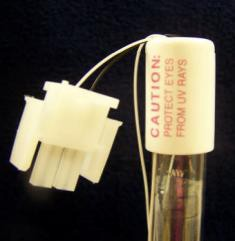 CAUTION:
PROTECT EYES
FROM UV RAYS